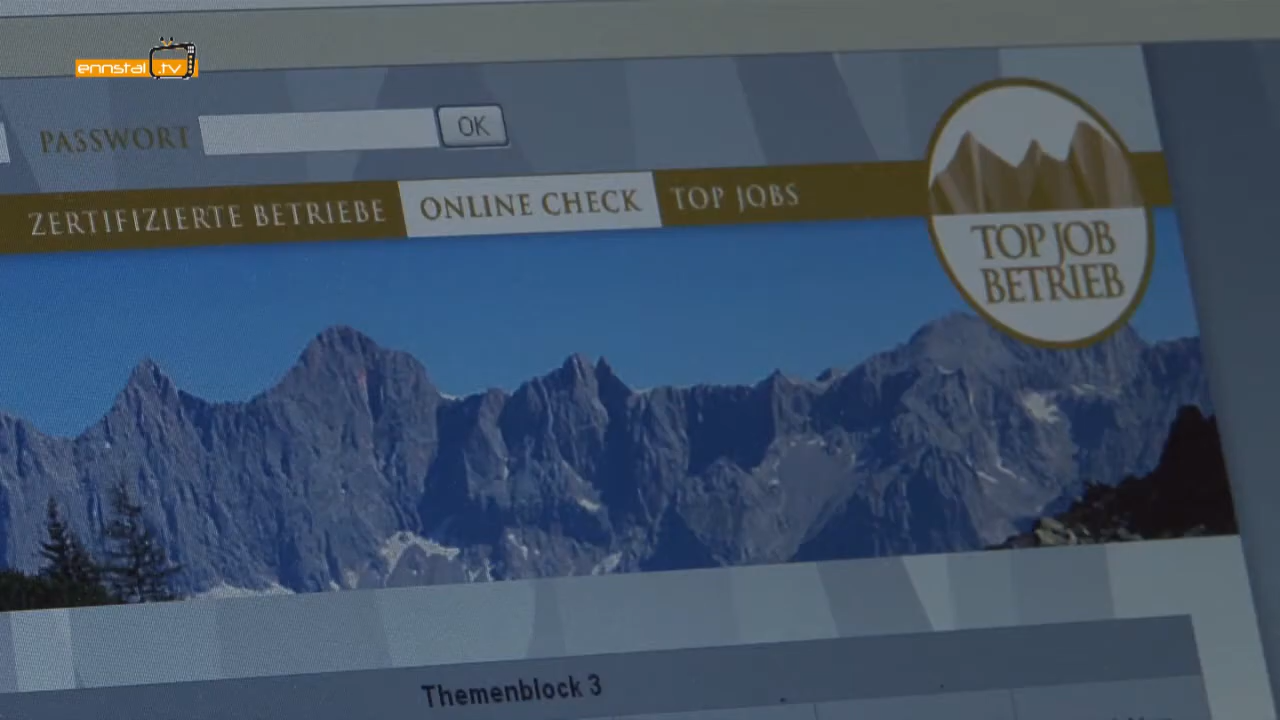 ennstal.tv
PASSWORT OK
ZERTIFIZIERTE BETRIEBE ONLINE CHECK TOP JOBS
TOP JOB
BETRIEB
Themenblock 3